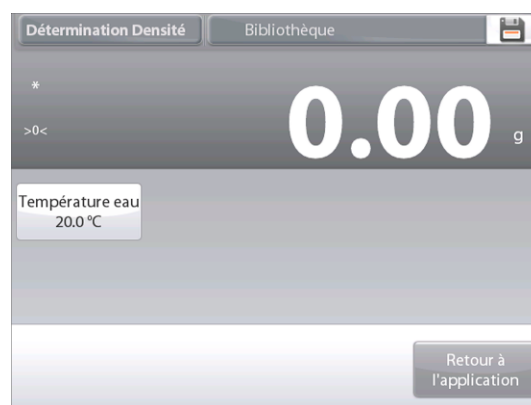 Détermination Densité
Bibliothèque
*
>0<
0.00
g
Température eau
20.0 °C
Retour à
l'application